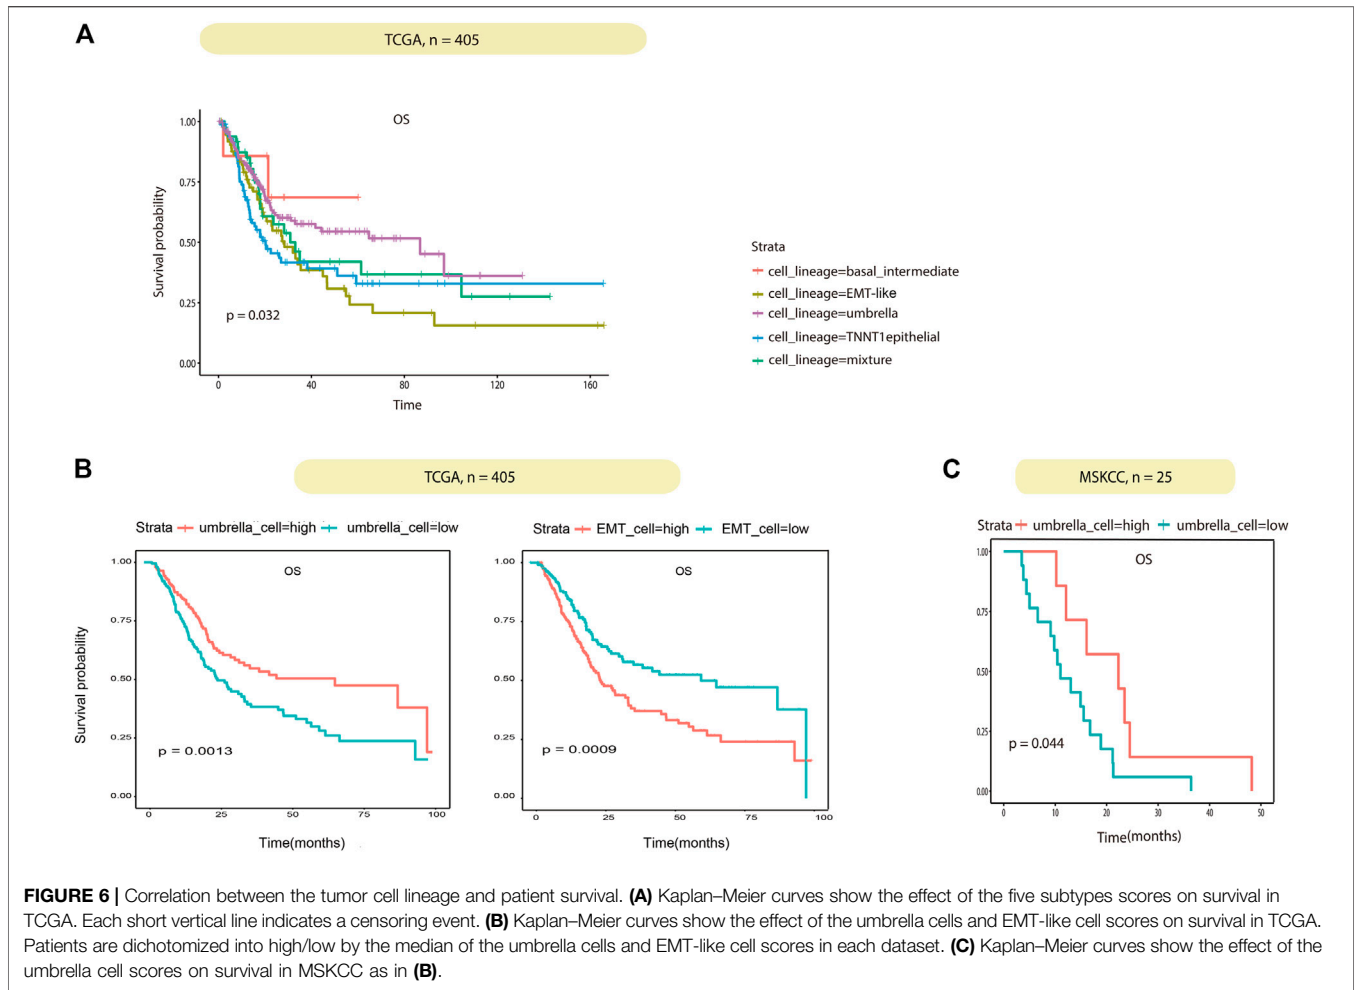 A
TCGA, n = 405
OS
Survival probability
1.00
0.75
0.50
0.25
0.00
p = 0.032
0 40 80 120 160
Time
Strata
cell_lineage=basal_intermediate
cell_lineage=EMT-like
cell_lineage=umbrella
cell_lineage=TNNT1epithelial
cell_lineage=mixture
B
TCGA, n = 405
Strata umbrella_cell=high umbrella_cell=low
OS
Survival probability
1.00
0.75
0.50
0.25
0.00
p = 0.0013
0 25 50 75 100
Time(months)
Strata EMT_cell=high EMT_cell=low
OS
1.00
0.75
0.50
0.25
0.00
p = 0.0009
0 25 50 75 100
Time(months)
C
MSKCC, n = 25
Strata umbrella_cell=high umbrella_cell=low
OS
1.00
0.75
0.50
0.25
0.00
p = 0.044
0 10 20 30 40 50
Time(months)
FIGURE 6 | Correlation between the tumor cell lineage and patient survival. (A) Kaplan–Meier curves show the effect of the five subtypes scores on survival in
TCGA. Each short vertical line indicates a censoring event. (B) Kaplan–Meier curves show the effect of the umbrella cells and EMT-like cell scores on survival in TCGA.
Patients are dichotomized into high/low by the median of the umbrella cells and EMT-like cell scores in each dataset. (C) Kaplan–Meier curves show the effect of the
umbrella cell scores on survival in MSKCC as in (B).